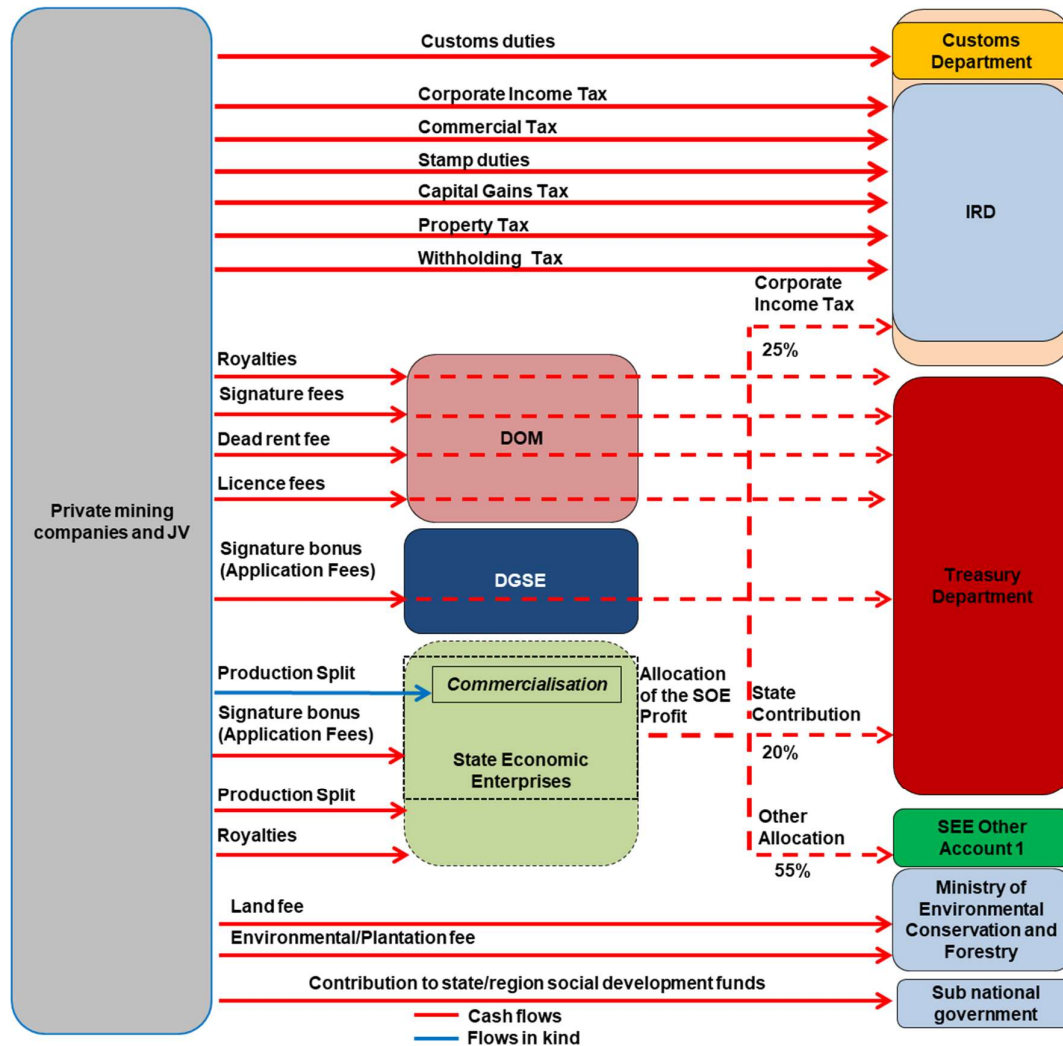 Customs duties
Customs
Department
Corporate Income Tax
Commercial Tax
Stamp duties
Capital Gains Tax
Property Tax
Withholding Tax
IRD
Corporate
Income Tax
25%
Royalties
Signature fees
Dead rent fee
Licence fees
DOM
Private mining
companies and JV
Signature bonus
(Application Fees)
DGSE
Treasury
Department
Production Split
Commercialisation
Signature bonus
(Application Fees)
State Economic
Enterprises
Production Split
Royalties
Allocation
of the SOE
Profit
State
Contribution
20%
Other
Allocation
55%
SEE Other
Account 1
Land fee
Environmental/Plantation fee
Ministry of
Environmental
Conservation and
Forestry
Contribution to state/region social development funds
Sub national
government
Cash flows
Flows in kind